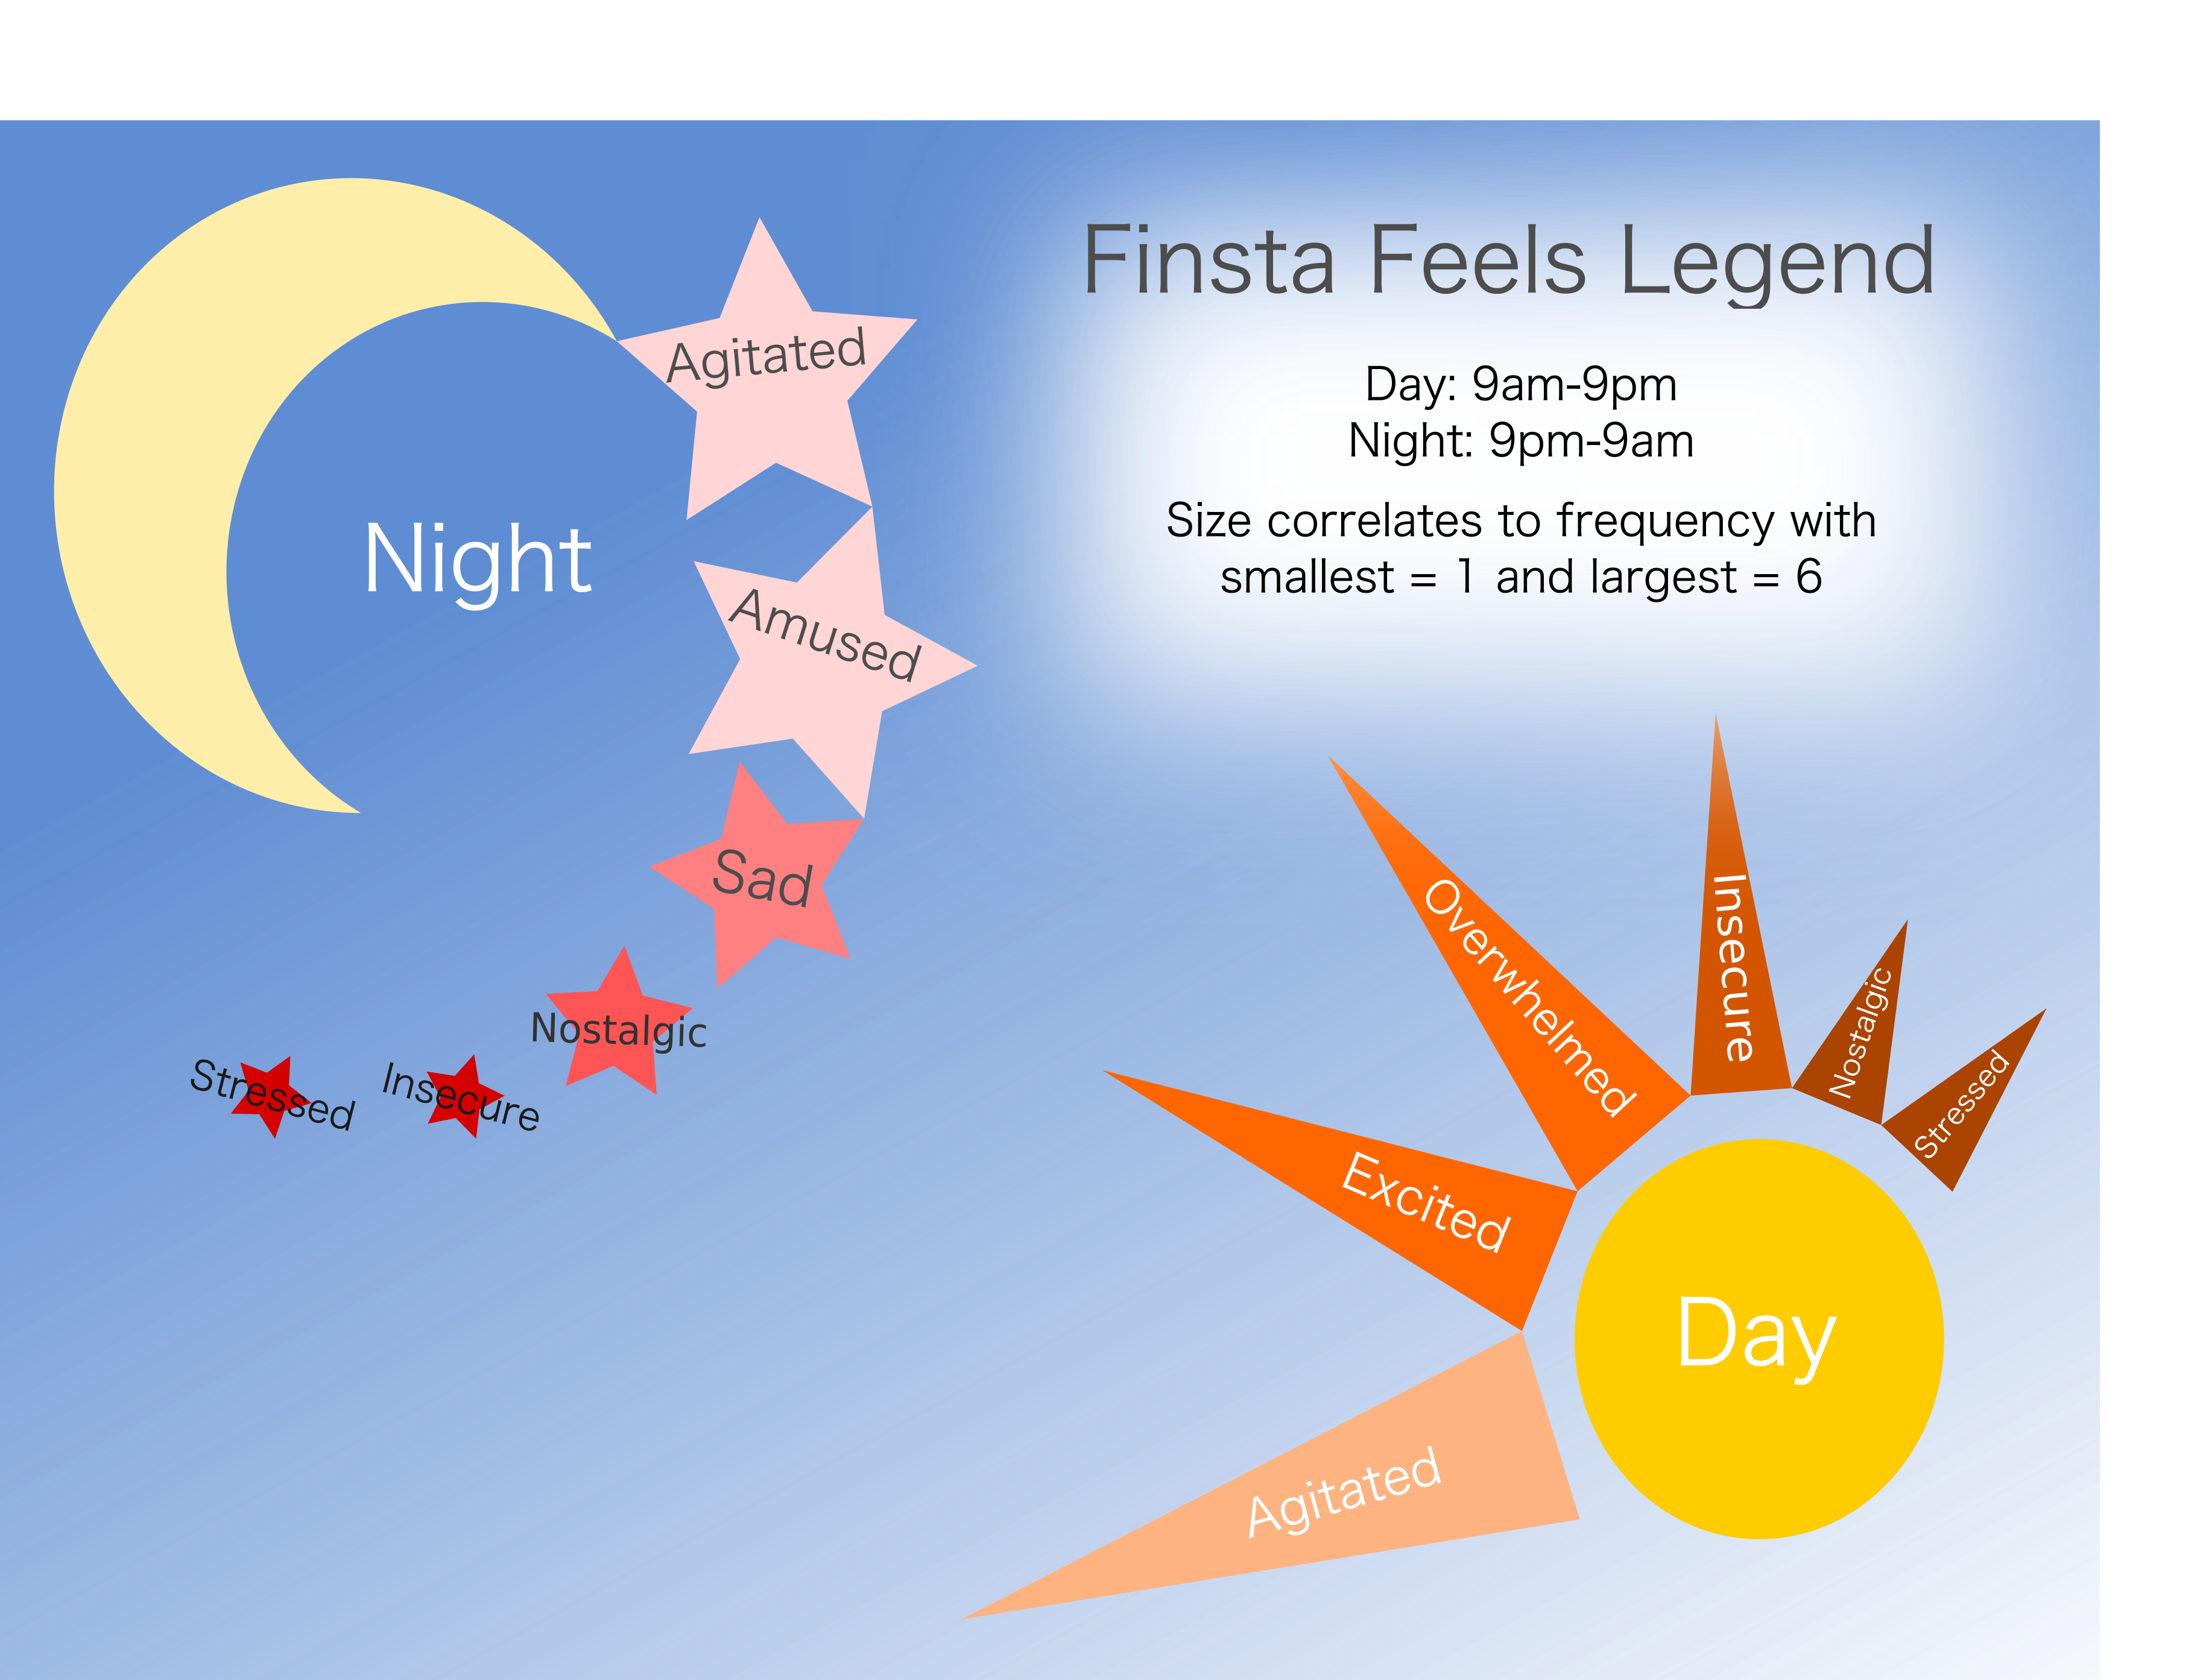 Finsta Feels Legend
Day: 9am-9pm
Night: 9pm-9am
Size correlates to frequency with
smallest = 1 and largest = 6
Night
Agitated
Amused
Sad
Nostalgic
Insecure
Stressed
Day
Agitated
Excited
Overwhelmed
Insecure
Nostalgic
Stressed